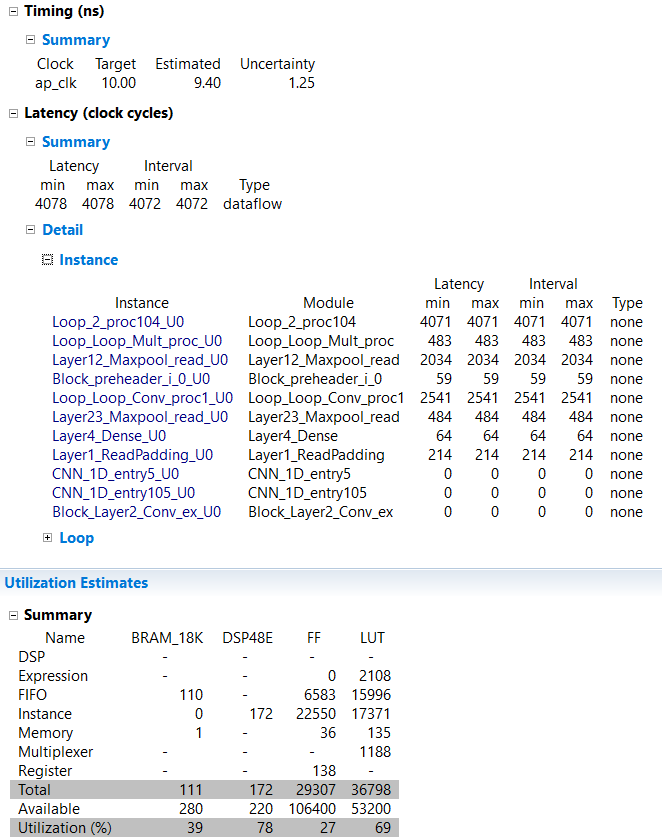 Timing (ns)
Summary
Clock Target Estimated Uncertainty
ap_clk 10.00 9.40 1.25
Latency (clock cycles)
Summary
Latency Interval
min max min max Type
4078 4078 4072 4072 dataflow
Detail
Instance
Latency Interval
Instance Module min max min max Type
Loop_2_proc104_U0 Loop_2_proc104 4071 4071 4071 4071 none
Loop_Loop_Mult_proc_U0 Loop_Loop_Mult_proc 483 483 483 483 none
Layer12_Maxpool_read_U0 Layer12_Maxpool_read 2034 2034 2034 2034 none
Block_preheader_i_0_U0 Block_preheader_i_0 59 59 59 59 none
Loop_Loop_Conv_proc1_U0 Loop_Loop_Conv_proc1 2541 2541 2541 2541 none
Layer23_Maxpool_read_U0 Layer23_Maxpool_read 484 484 484 484 none
Layer4_Dense_U0 Layer4_Dense 64 64 64 64 none
Layer1_ReadPadding_U0 Layer1_ReadPadding 214 214 214 214 none
CNN_1D_entry5_U0 CNN_1D_entry5 0 0 0 0 none
CNN_1D_entry105_U0 CNN_1D_entry105 0 0 0 0 none
Block_Layer2_Conv_ex_U0 Block_Layer2_Conv_ex 0 0 0 0 none
Loop
Utilization Estimates
Summary
Name BRAM_18K DSP48E FF LUT
DSP - - - -
Expression - - 0 2108
FIFO 110 - 6583 15996
Instance 0 172 22550 17371
Memory 1 - 36 135
Multiplexer - - - 1188
Register - - 138 -
Total 111 172 29307 36798
Available 280 220 106400 53200
Utilization (%) 39 78 27 69